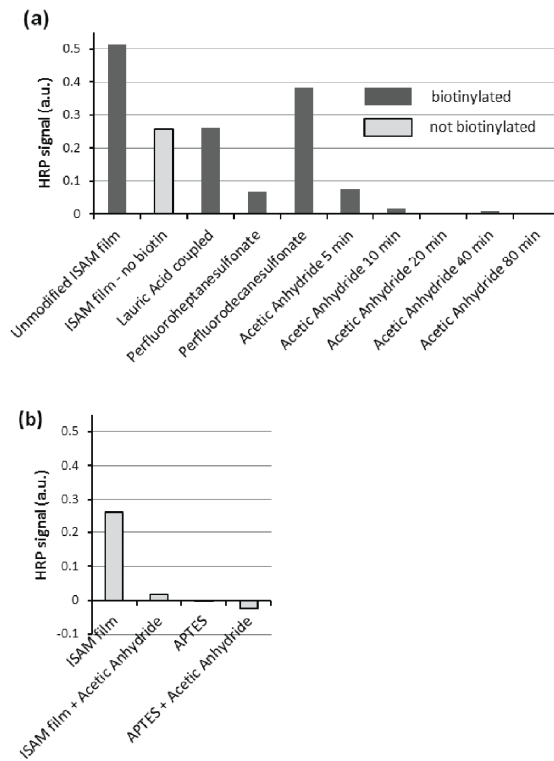 (a)
HRP signal (a.u.)
0.5
0.4
0.3
0.2
0.1
0
biotinylated
not biotinylated
Unmodified ISAM film
ISAM film - no biotin
Lauric Acid coupled
Perfluoroheptanesulfonate
Perfluorodecanesulfonate
Acetic Anhydride 5 min
Acetic Anhydride 10 min
Acetic Anhydride 20 min
Acetic Anhydride 40 min
Acetic Anhydride 80 min
(b)
HRP signal (a.u.)
0.5
0.4
0.3
0.2
0.1
0
-0.1
ISAM film
ISAM film + Acetic Anhydride
APTES
APTES + Acetic Anhydride